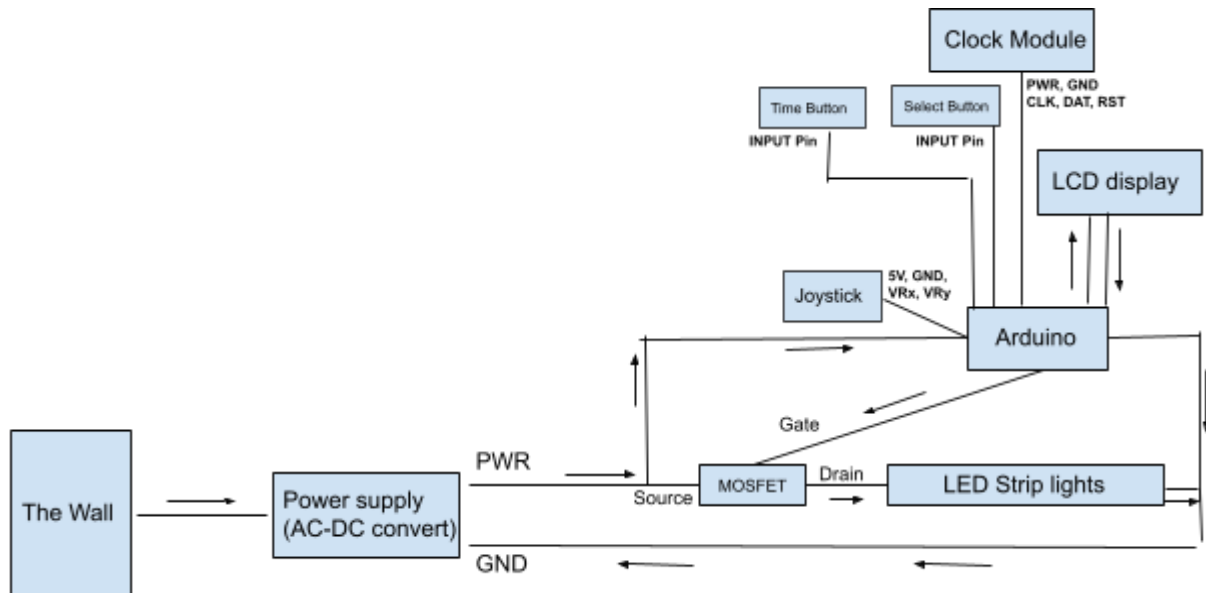 Clock Module
PWR, GND
CLK, DAT, RST
Time Button
INPUT Pin
Select Button
INPUT Pin
LCD display
Joystick
5V, GND,
VRx, VRy
Arduino
Gate
The Wall
Power supply
(AC-DC convert)
PWR
Source
MOSFET
Drain
LED Strip lights
GND